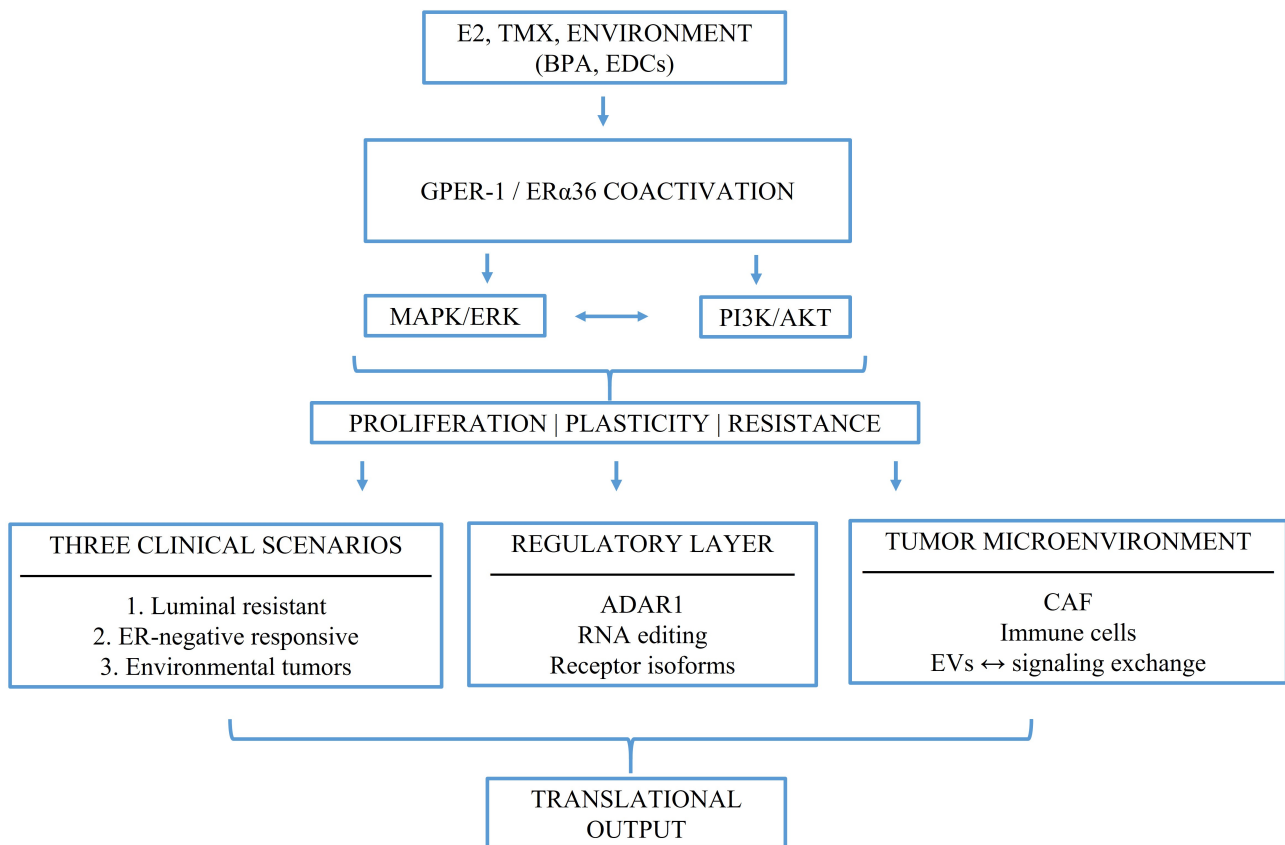 E2, TMX, ENVIRONMENT
(BPA, EDCs)
GPER-1 / ERα36 COACTIVATION
MAPK/ERK
PI3K/AKT
PROLIFERATION | PLASTICITY | RESISTANCE
THREE CLINICAL SCENARIOS
1. Luminal resistant
2. ER-negative responsive
3. Environmental tumors
REGULATORY LAYER
ADAR1
RNA editing
Receptor isoforms
TUMOR MICROENVIRONMENT
CAF
Immune cells
EVs ↔ signaling exchange
TRANSLATIONAL
OUTPUT